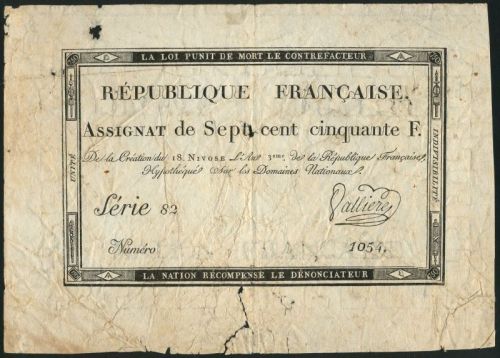 LA LOI PUNIT DE MORT LE CONTREFACTEUR
RÉPUBLIQUE FRANÇAISE.
ASSIGNAT de Sept cent cinquante F.
De la Création du 18 NIVOSE L'An 3eme de la République Française,
Hypothéqué Sur les Domaines Nationaux.
Série 82
Vallière
Numéro 1054.
LA NATION RÉCOMPENSE LE DÉNONCIATEUR
INDIVISIBILITÉ